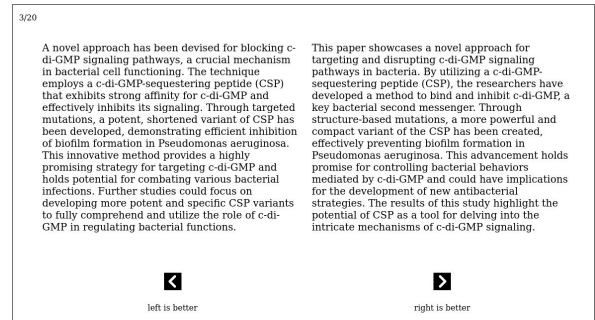 3/20
A novel approach has been devised for blocking c-
di-GMP signaling pathways, a crucial mechanism
in bacterial cell functioning. The technique
employs a c-di-GMP-sequestering peptide (CSP)
that exhibits strong affinity for c-di-GMP and
effectively inhibits its signaling. Through targeted
mutations, a potent, shortened variant of CSP has
been developed, demonstrating efficient inhibition
of biofilm formation in Pseudomonas aeruginosa.
This innovative method provides a highly
promising strategy for targeting c-di-GMP and
holds potential for combating various bacterial
infections. Further studies could focus on
developing more potent and specific CSP variants
to fully comprehend and utilize the role of c-di-
GMP in regulating bacterial functions.
This paper showcases a novel approach for
targeting and disrupting c-di-GMP signaling
pathways in bacteria. By utilizing a c-di-GMP-
sequestering peptide (CSP), the researchers have
developed a method to bind and inhibit c-di-GMP, a
key bacterial second messenger. Through
structure-based mutations, a more powerful and
compact variant of the CSP has been created,
effectively preventing biofilm formation in
Pseudomonas aeruginosa. This advancement holds
promise for controlling bacterial behaviors
mediated by c-di-GMP and could have implications
for the development of new antibacterial
strategies. The results of this study highlight the
potential of CSP as a tool for delving into the
intricate mechanisms of c-di-GMP signaling.
left is better
right is better